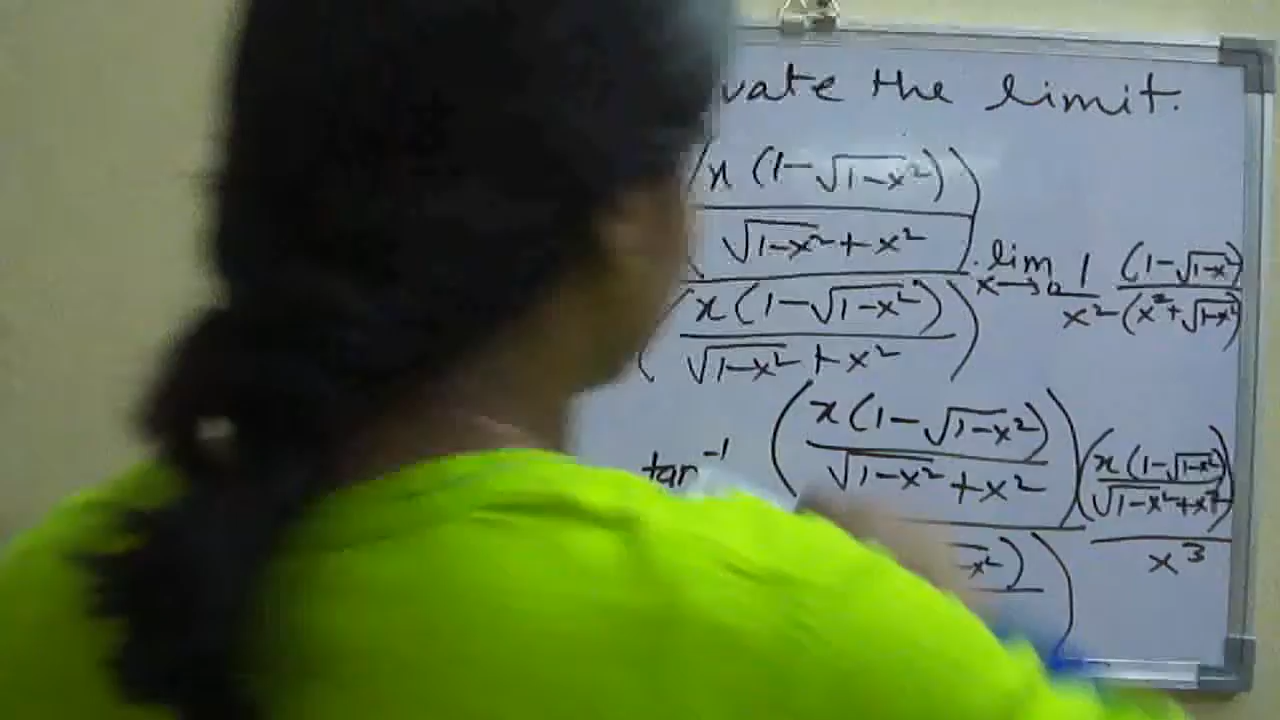 the limit.
x(1-√1-x²)
√1-x²+x²
. lim x→0 1/x² (1-√1-x²)/(x²+√1-x²)
x(1-√1-x²)
√1-x²+x²
tan⁻¹ (x(1-√1-x²)/√1-x²+x²) (x(1-√1-x²)/√1-x²+x²)
x³
-x²)